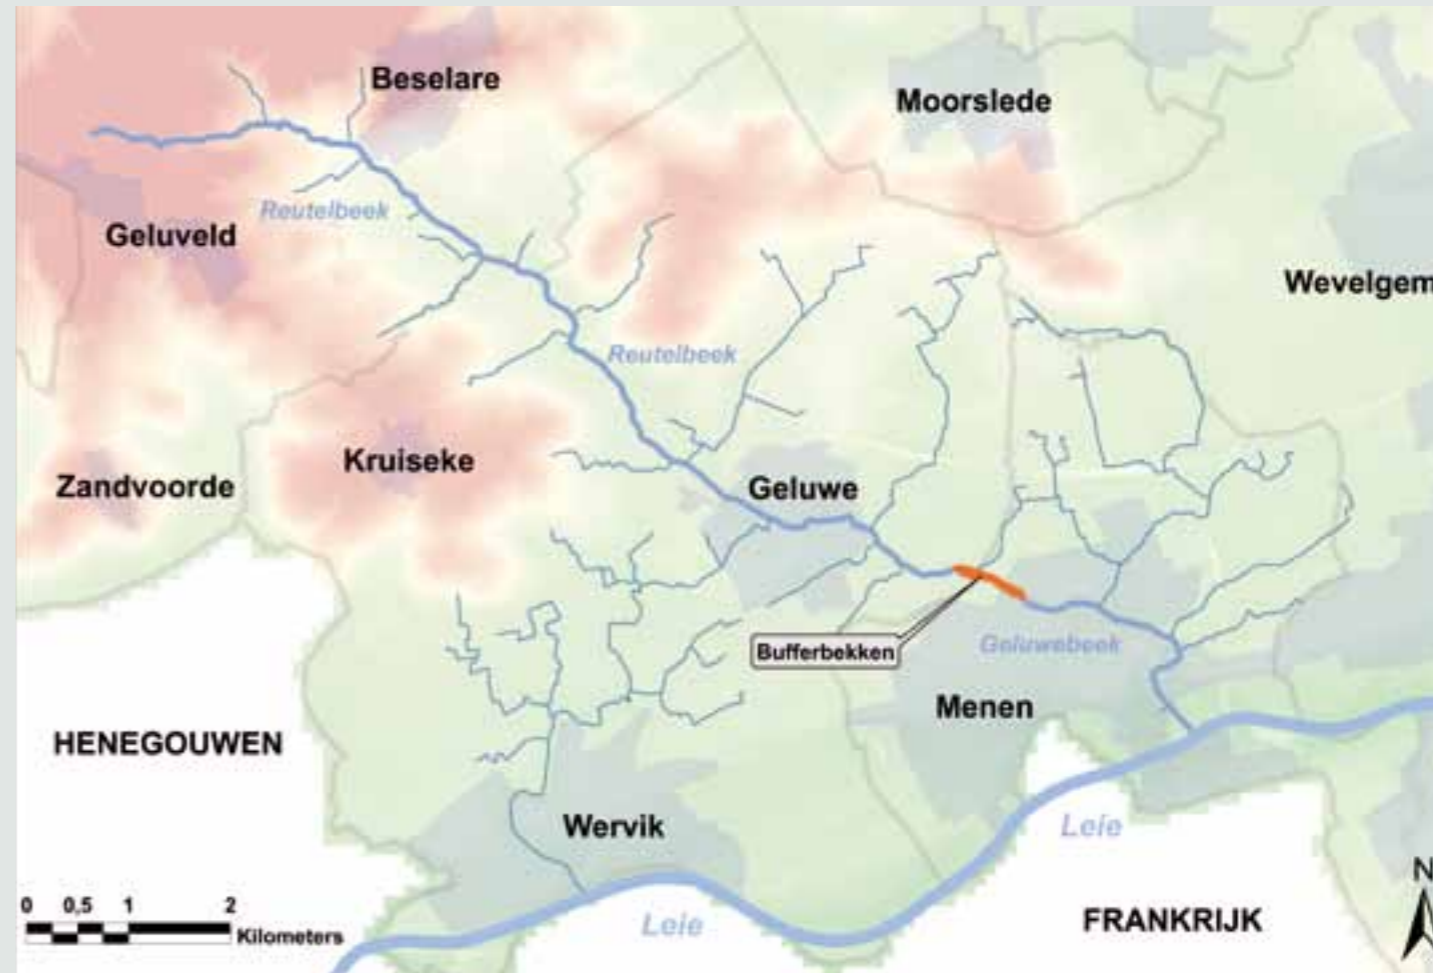 Beselare
Moorslede
Reutelbeek
Geluveld
Wevelgem
Reutelbeek
Kruiseke
Zandvoorde
Geluwe
Bufferbekken
Geluwebeek
Menen
HENEGOUWEN
Wervik
Leie
N
0 0,5 1 2
Kilometers
Leie
FRANKRIJK